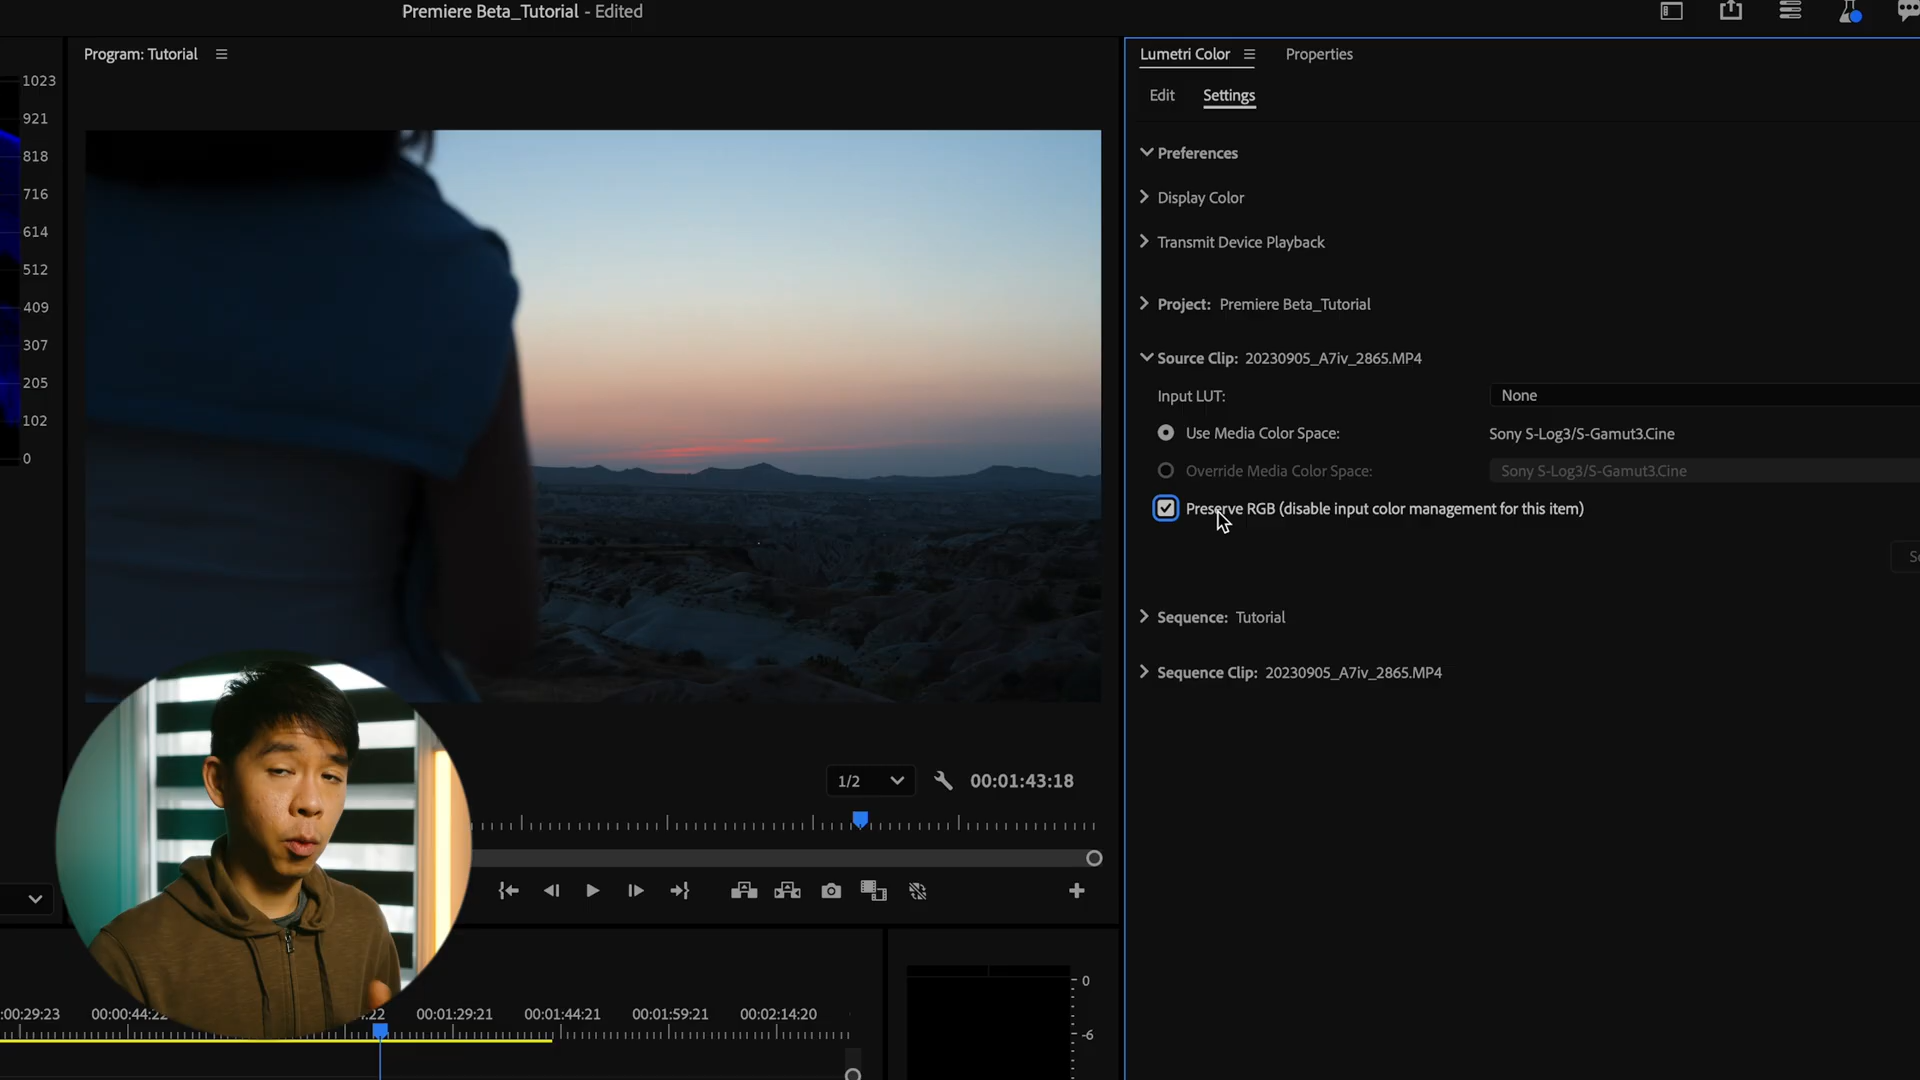 Premiere Beta_Tutorial - Edited
Program: Tutorial
1023
921
818
716
614
512
409
307
205
102
0
1/2
00:01:43:18
:00:29:23
00:00:44:22
:22
00:01:29:21
00:01:44:21
00:01:59:21
00:02:14:20
0
-6
Lumetri Color
Properties
Edit
Settings
Preferences
Display Color
Transmit Device Playback
Project: Premiere Beta_Tutorial
Source Clip: 20230905_A7iv_2865.MP4
Input LUT: None
Use Media Color Space: Sony S-Log3/S-Gamut3.Cine
Override Media Color Space: Sony S-Log3/S-Gamut3.Cine
Preserve RGB (disable input color management for this item)
Sequence: Tutorial
Sequence Clip: 20230905_A7iv_2865.MP4